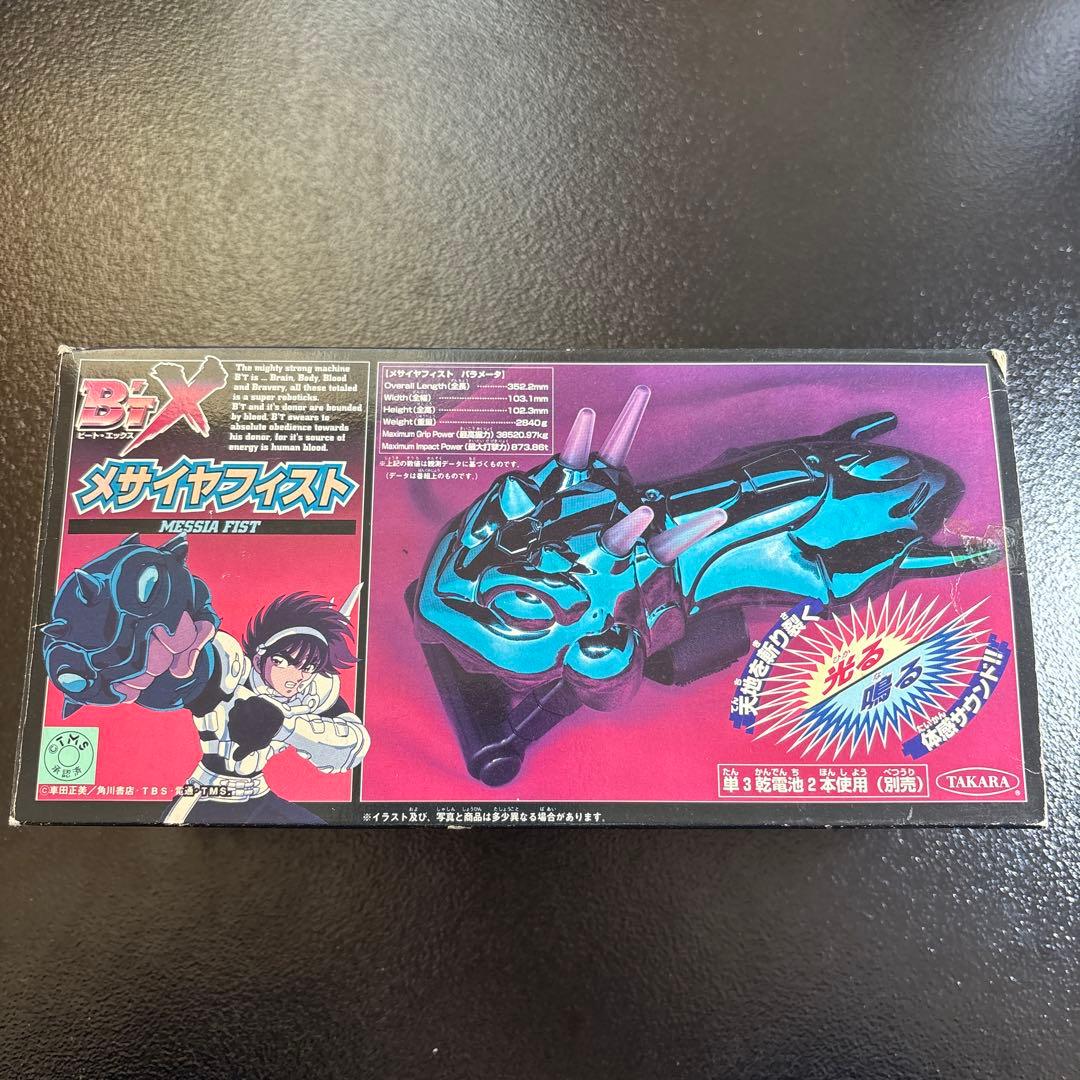 B'TX
ビート・エックス
The mighty strong machine
B'T is ... Brain, Body, Blood
and Bravery, all these totaled
is a super roboticks.
B'T and it's donor are bounded
by blood. B'T swears to
absolute obedience towards
his donor, for it's source of
energy is human blood.
メサイヤフィスト
MESSIA FIST
©T.M.S
承認済
©車田正美／角川書店・TBS・電通・TMS
[メサイヤフィスト パラメータ]
Overall Length(全長) ............352.2mm
Width(全幅) ............103.1mm
Height(全高) ............102.3mm
Weight(重量) ............2840g
Maximum Grip Power (最高握力) 38520.97kg
Maximum Impact Power (最大打撃力) 873.86t
※上記の数値は観測データに基づくものです。
(データは番組上のものです。)
天地を斬り裂く
光る
鳴る
体感サウンド!!
単3乾電池2本使用(別売)
TAKARA®
※イラスト及び、写真と商品は多少異なる場合があります。